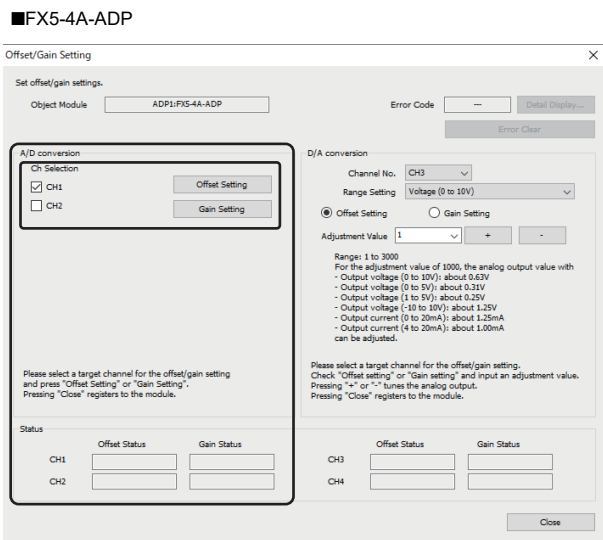 ■FX5-4A-ADP
Offset/Gain Setting
Set offset/gain settings.
Object Module ADP1:FX5-4A-ADP
Error Code --- Detail Display...
Error Clear
A/D conversion
Ch Selection
CH1 Offset Setting
CH2 Gain Setting
Please select a target channel for the offset/gain setting
and press "Offset Setting" or "Gain Setting".
Pressing "Close" registers to the module.
D/A conversion
Channel No. CH3
Range Setting Voltage (0 to 10V)
Offset Setting Gain Setting
Adjustment Value 1 + -
Range: 1 to 3000
For the adjustment value of 1000, the analog output value with
- Output voltage (0 to 10V): about 0.63V
- Output voltage (0 to 5V): about 0.31V
- Output voltage (1 to 5V): about 0.25V
- Output voltage (-10 to 10V): about 1.25V
- Output current (0 to 20mA): about 1.25mA
- Output current (4 to 20mA): about 1.00mA
can be adjusted.
Please select a target channel for the offset/gain setting.
Check "Offset setting" or "Gain setting" and input an adjustment value.
Pressing "+" or "-" tunes the analog output.
Pressing "Close" registers to the module.
Status
Offset Status Gain Status
CH1
CH2
Offset Status Gain Status
CH3
CH4
Close